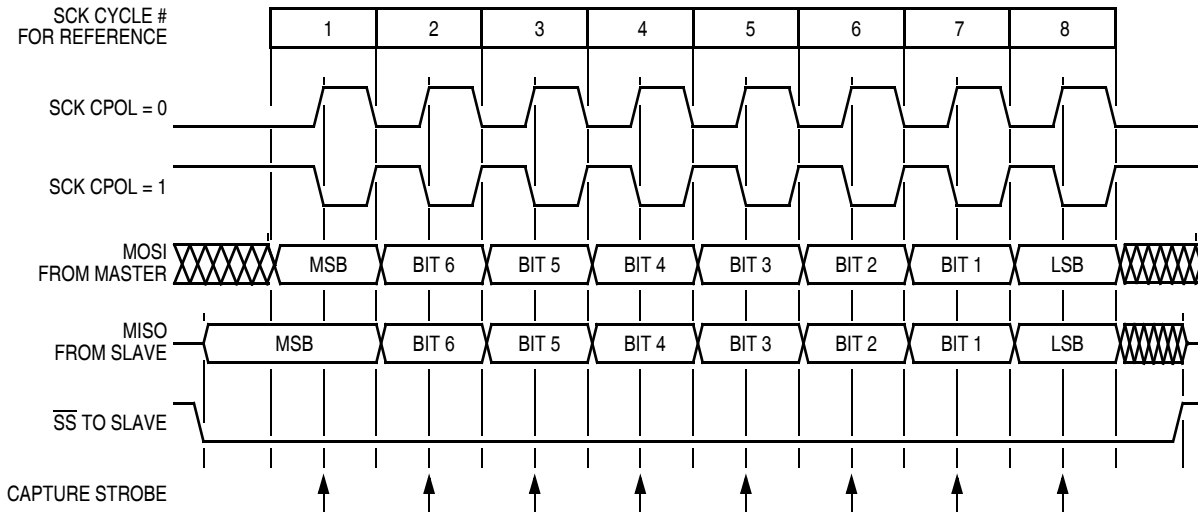 SCK CYCLE #
FOR REFERENCE
1 2 3 4 5 6 7 8
SCK CPOL = 0
SCK CPOL = 1
MOSI
FROM MASTER
MSB BIT 6 BIT 5 BIT 4 BIT 3 BIT 2 BIT 1 LSB
MISO
FROM SLAVE
MSB BIT 6 BIT 5 BIT 4 BIT 3 BIT 2 BIT 1 LSB
S̅S̅ TO SLAVE
CAPTURE STROBE